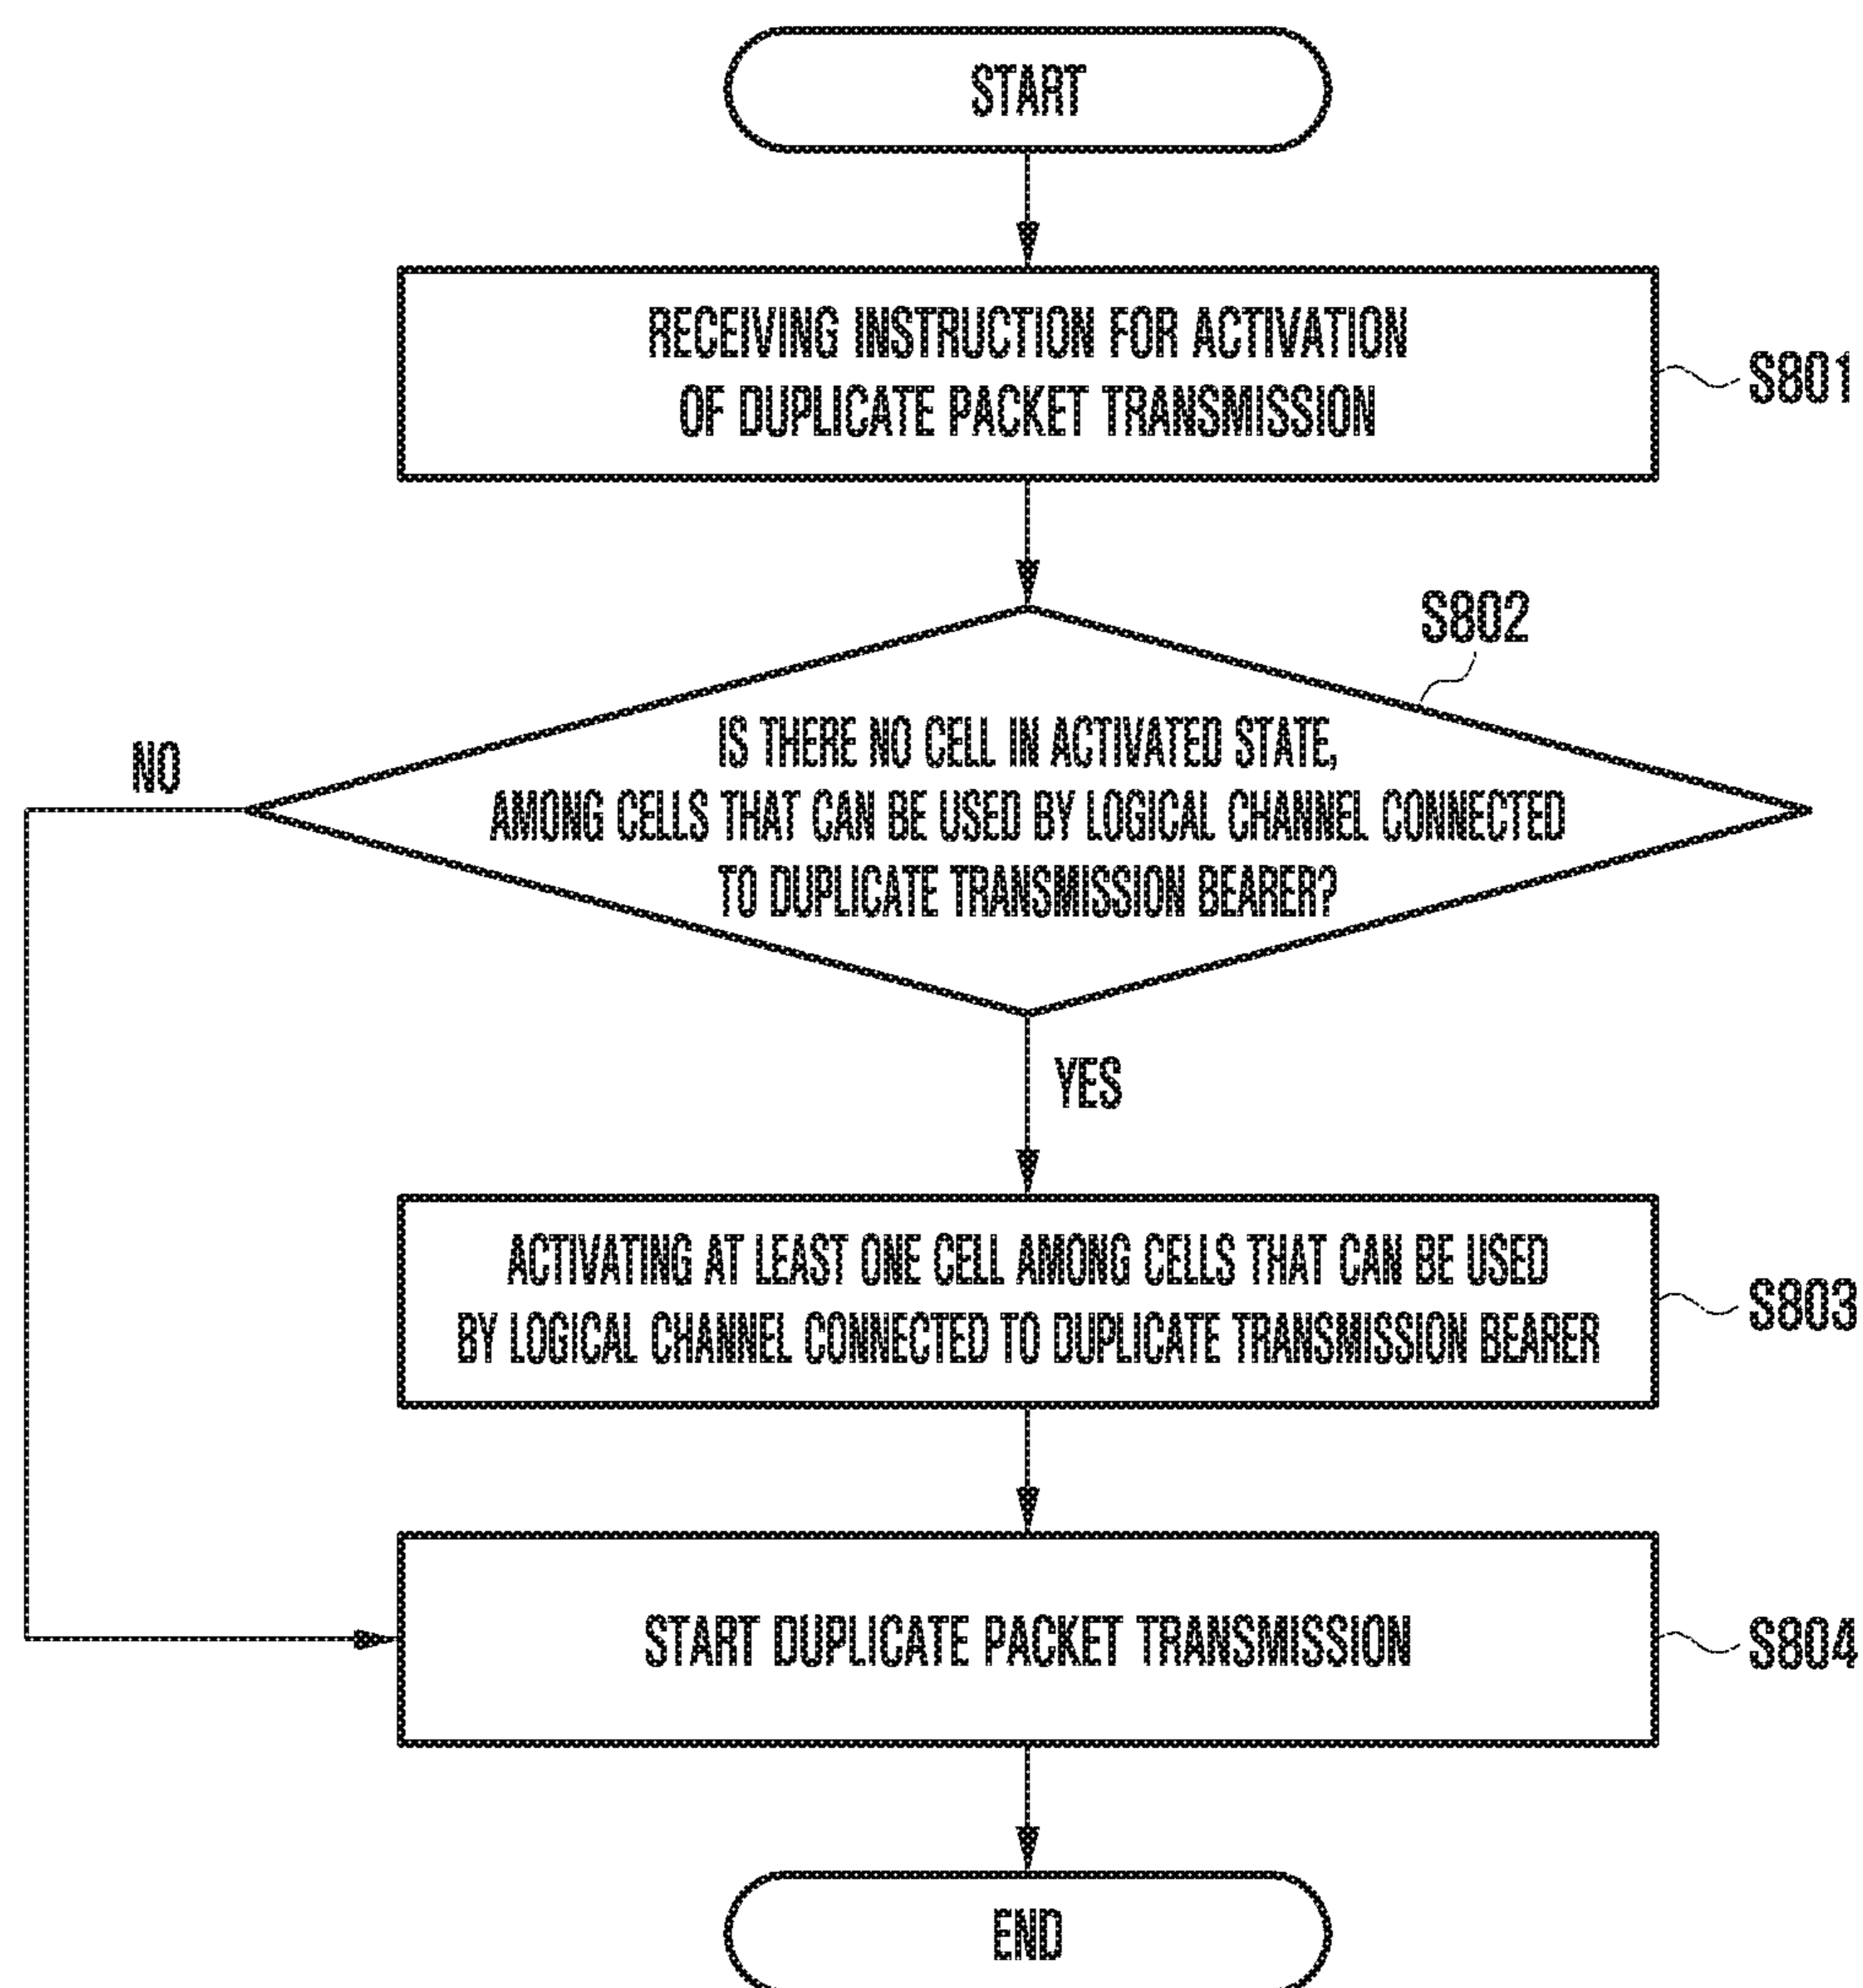 START
RECEIVING INSTRUCTION FOR ACTIVATION
OF DUPLICATE PACKET TRANSMISSION
S801
S802
IS THERE NO CELL IN ACTIVATED STATE,
AMONG CELLS THAT CAN BE USED BY LOGICAL CHANNEL CONNECTED
TO DUPLICATE TRANSMISSION BEARER?
NO
YES
ACTIVATING AT LEAST ONE CELL AMONG CELLS THAT CAN BE USED
BY LOGICAL CHANNEL CONNECTED TO DUPLICATE TRANSMISSION BEARER
S803
START DUPLICATE PACKET TRANSMISSION
S804
END